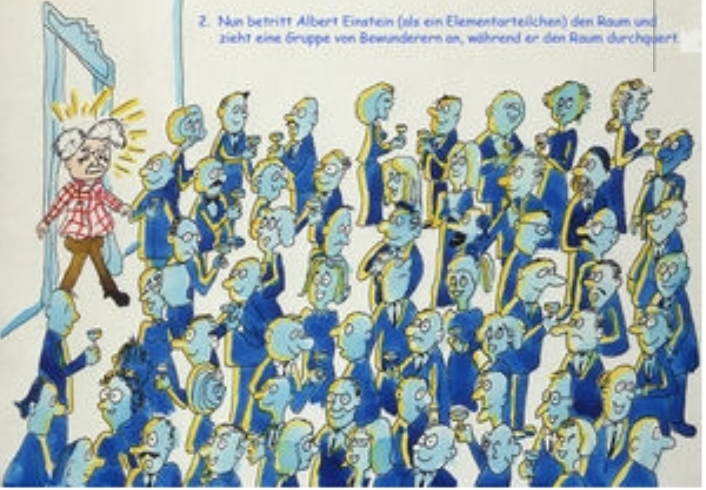 2. Nun betritt Albert Einstein (als ein Elementarteilchen) den Raum und
zieht eine Gruppe von Bewunderern an, während er den Raum durchquert.